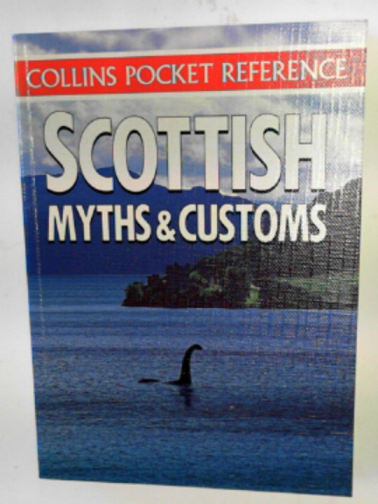 COLLINS POCKET REFERENCE
SCOTTISH
MYTHS & CUSTOMS